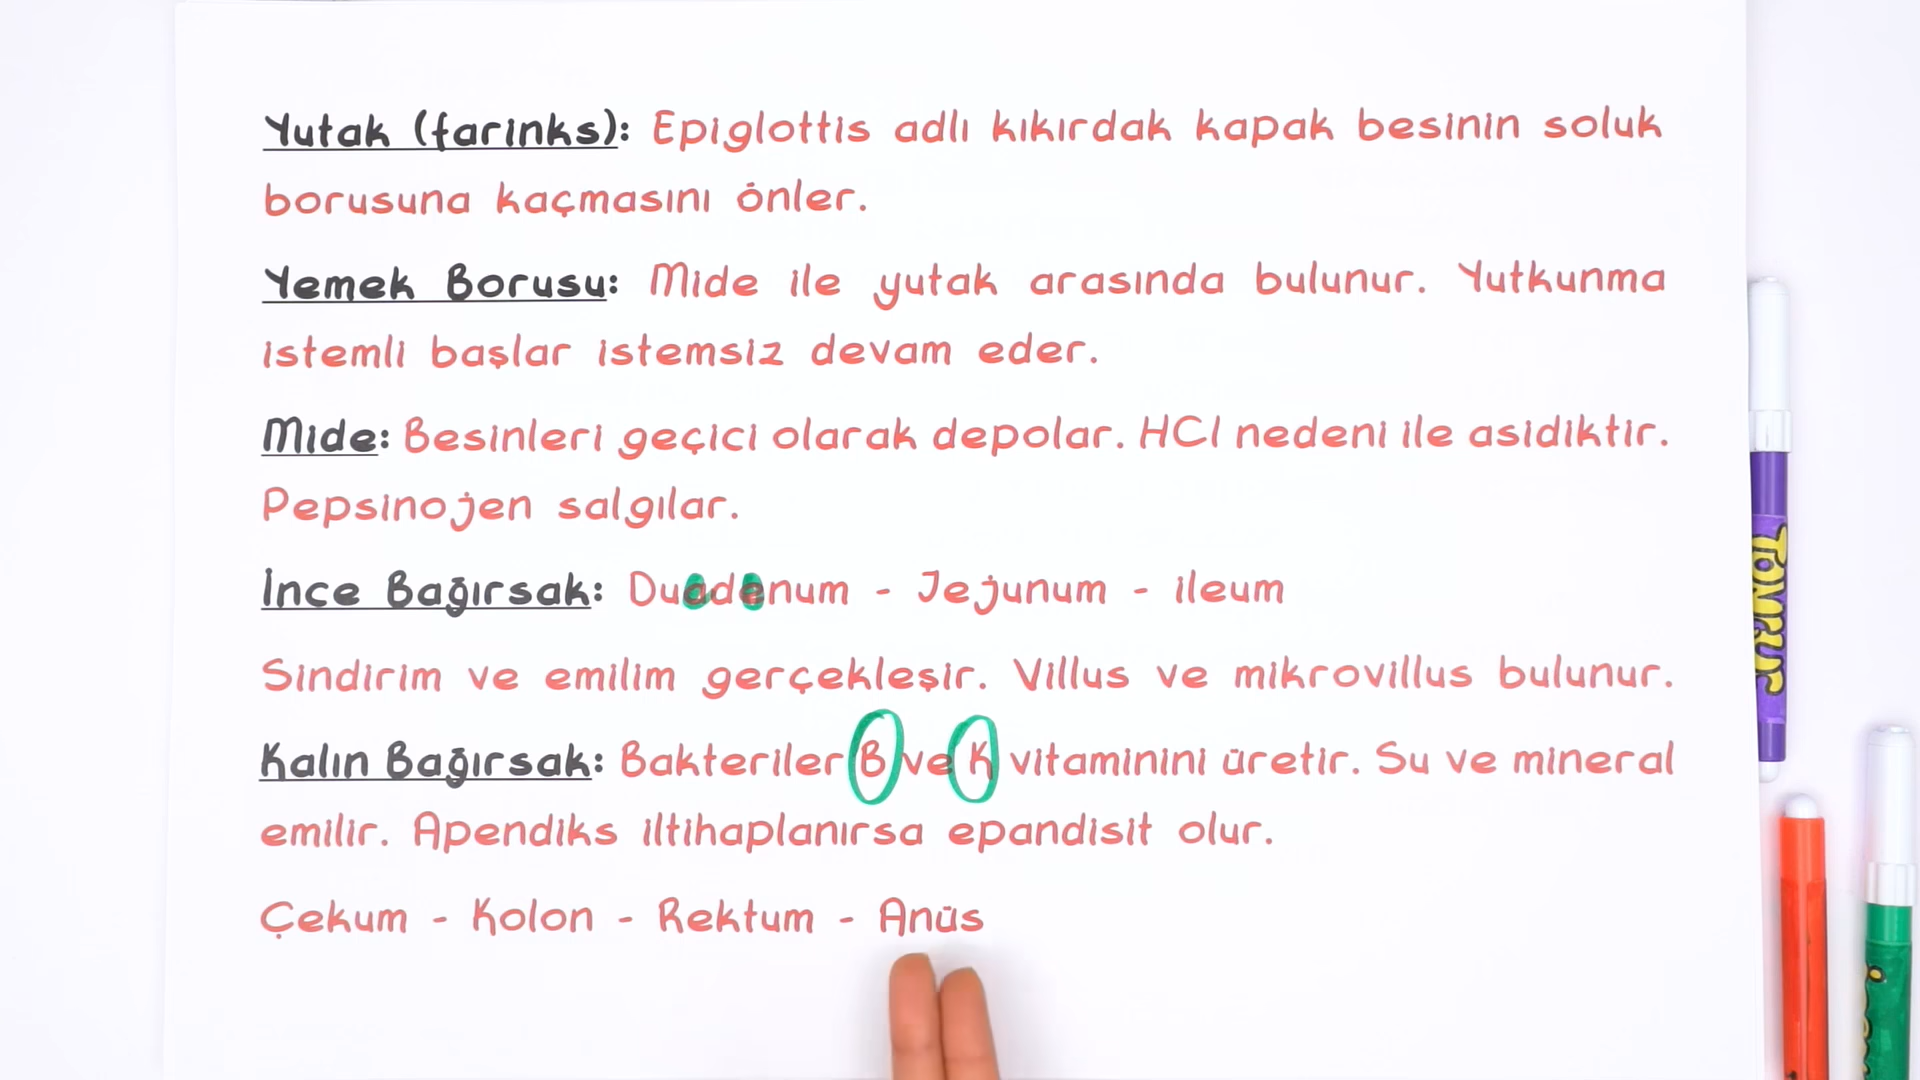 Yutak (farinks): Epiglottis adlı kıkırdak kapak besinin soluk
borusuna kaçmasını önler.
Yemek Borusu: Mide ile yutak arasında bulunur. Yutkunma
istemli başlar istemsiz devam eder.
Mide: Besinleri geçici olarak depolar. HCl nedeni ile asidiktir.
Pepsinojen salgılar.
İnce Bağırsak: Duadenum - Jejunum - ileum
Sindirim ve emilim gerçekleşir. Villus ve mikrovillus bulunur.
Kalın Bağırsak: Bakteriler B ve K vitaminini üretir. Su ve mineral
emilir. Apendiks iltihaplanırsa epandisit olur.
Çekum - Kolon - Rektum - Anüs
TOMBUL